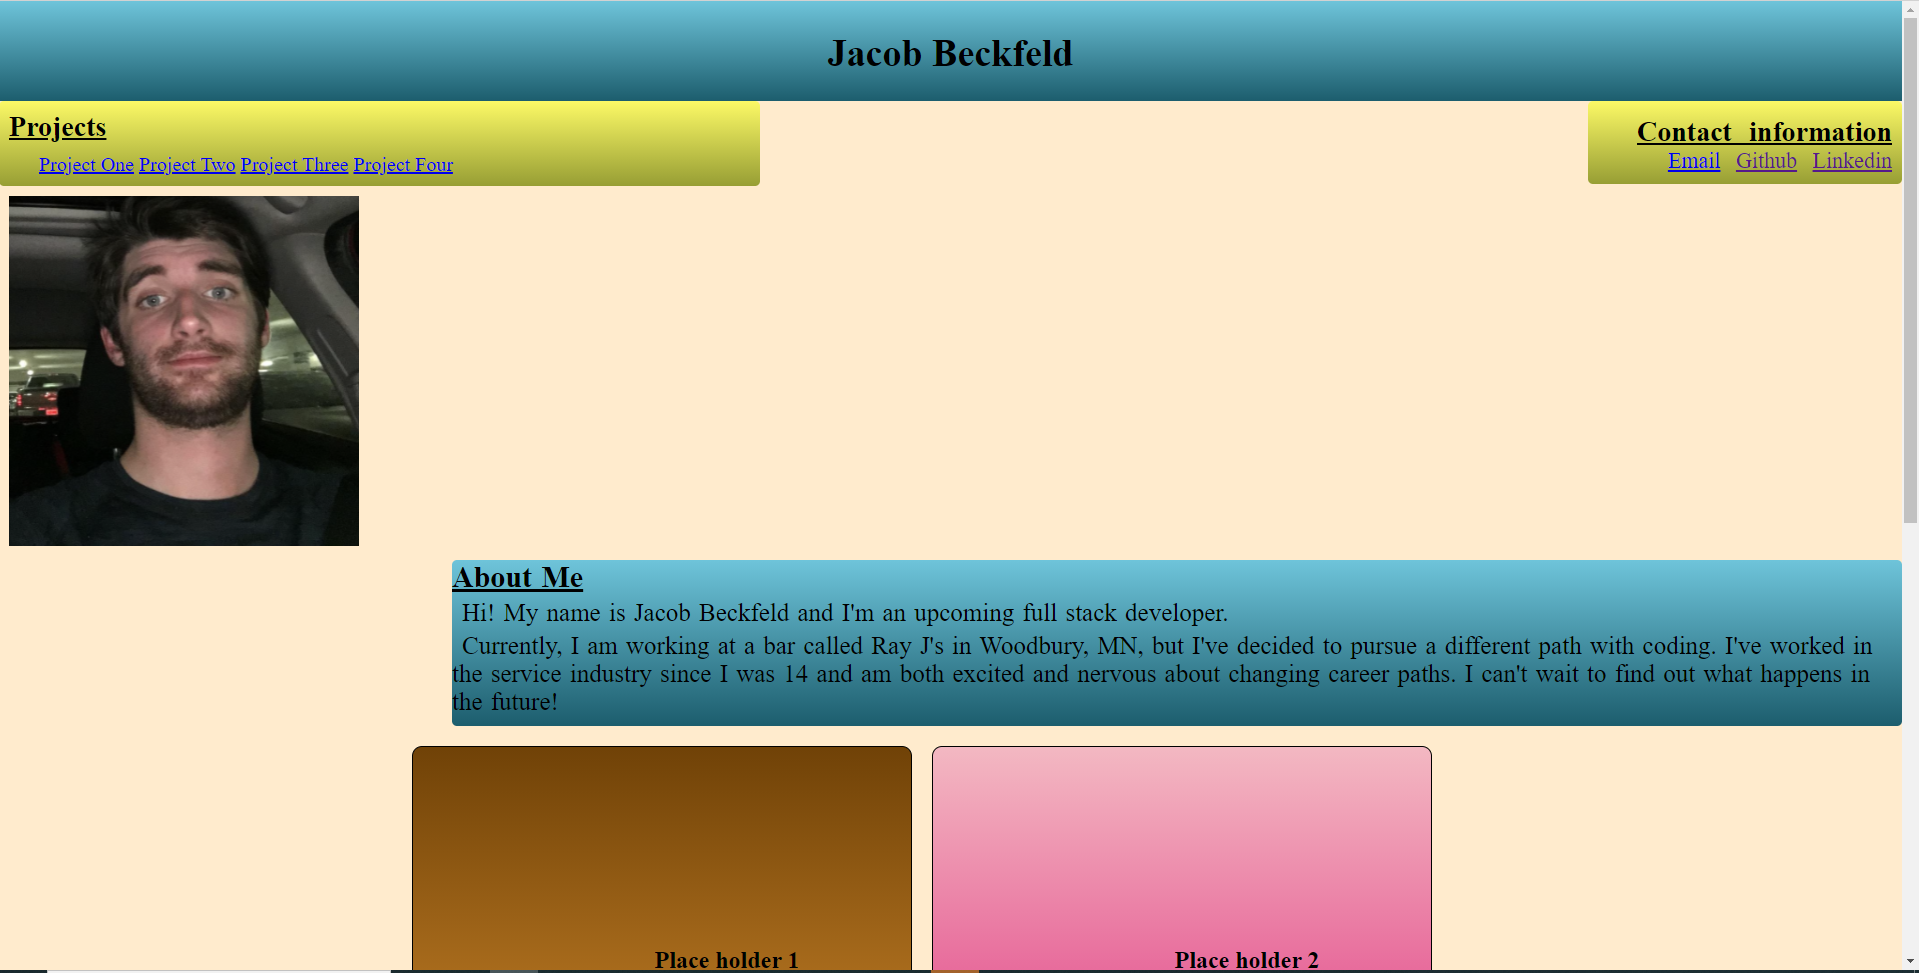 Jacob Beckfeld
Projects
Project One Project Two Project Three Project Four
Contact information
Email Github Linkedin
About Me
Hi! My name is Jacob Beckfeld and I'm an upcoming full stack developer.
Currently, I am working at a bar called Ray J's in Woodbury, MN, but I've decided to pursue a different path with coding. I've worked in
the service industry since I was 14 and am both excited and nervous about changing career paths. I can't wait to find out what happens in
the future!
Place holder 1
Place holder 2